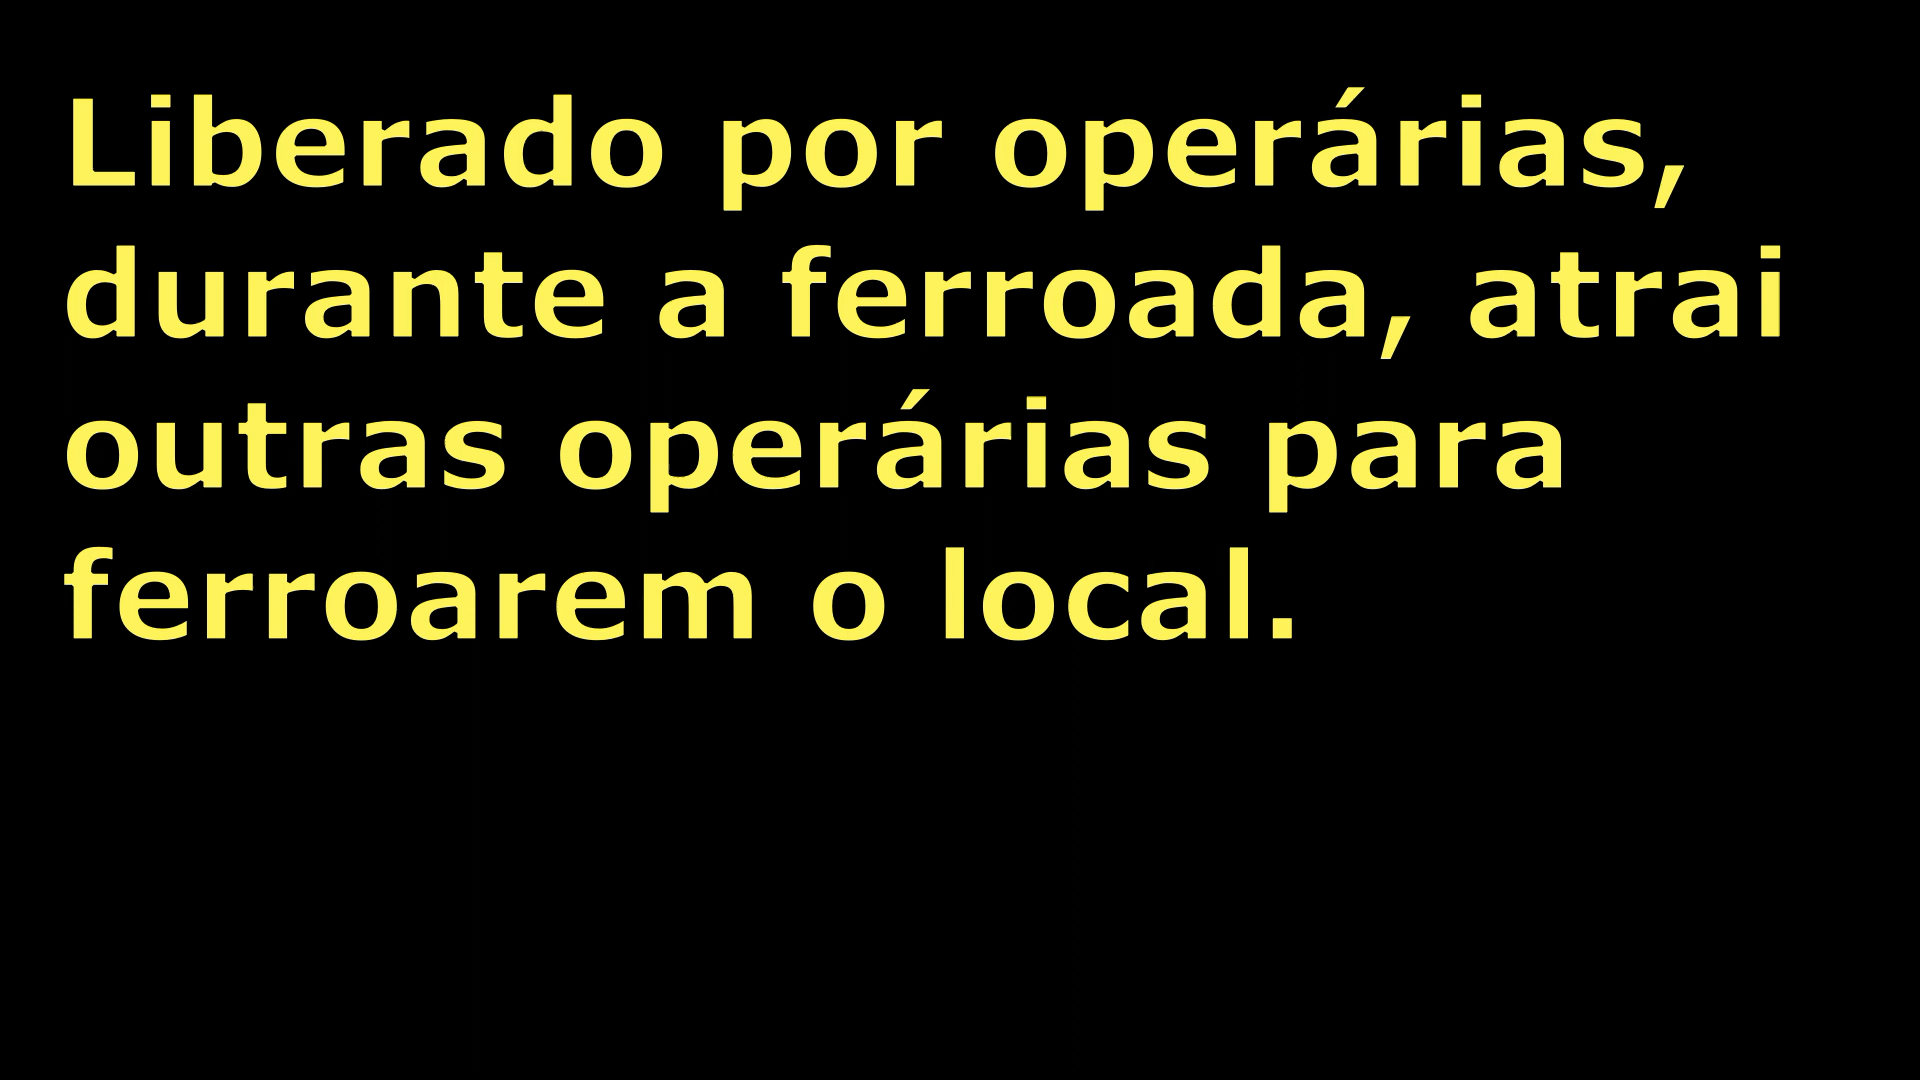 Liberado por operárias,
durante a ferroada, atrai
outras operárias para
ferroarem o local.